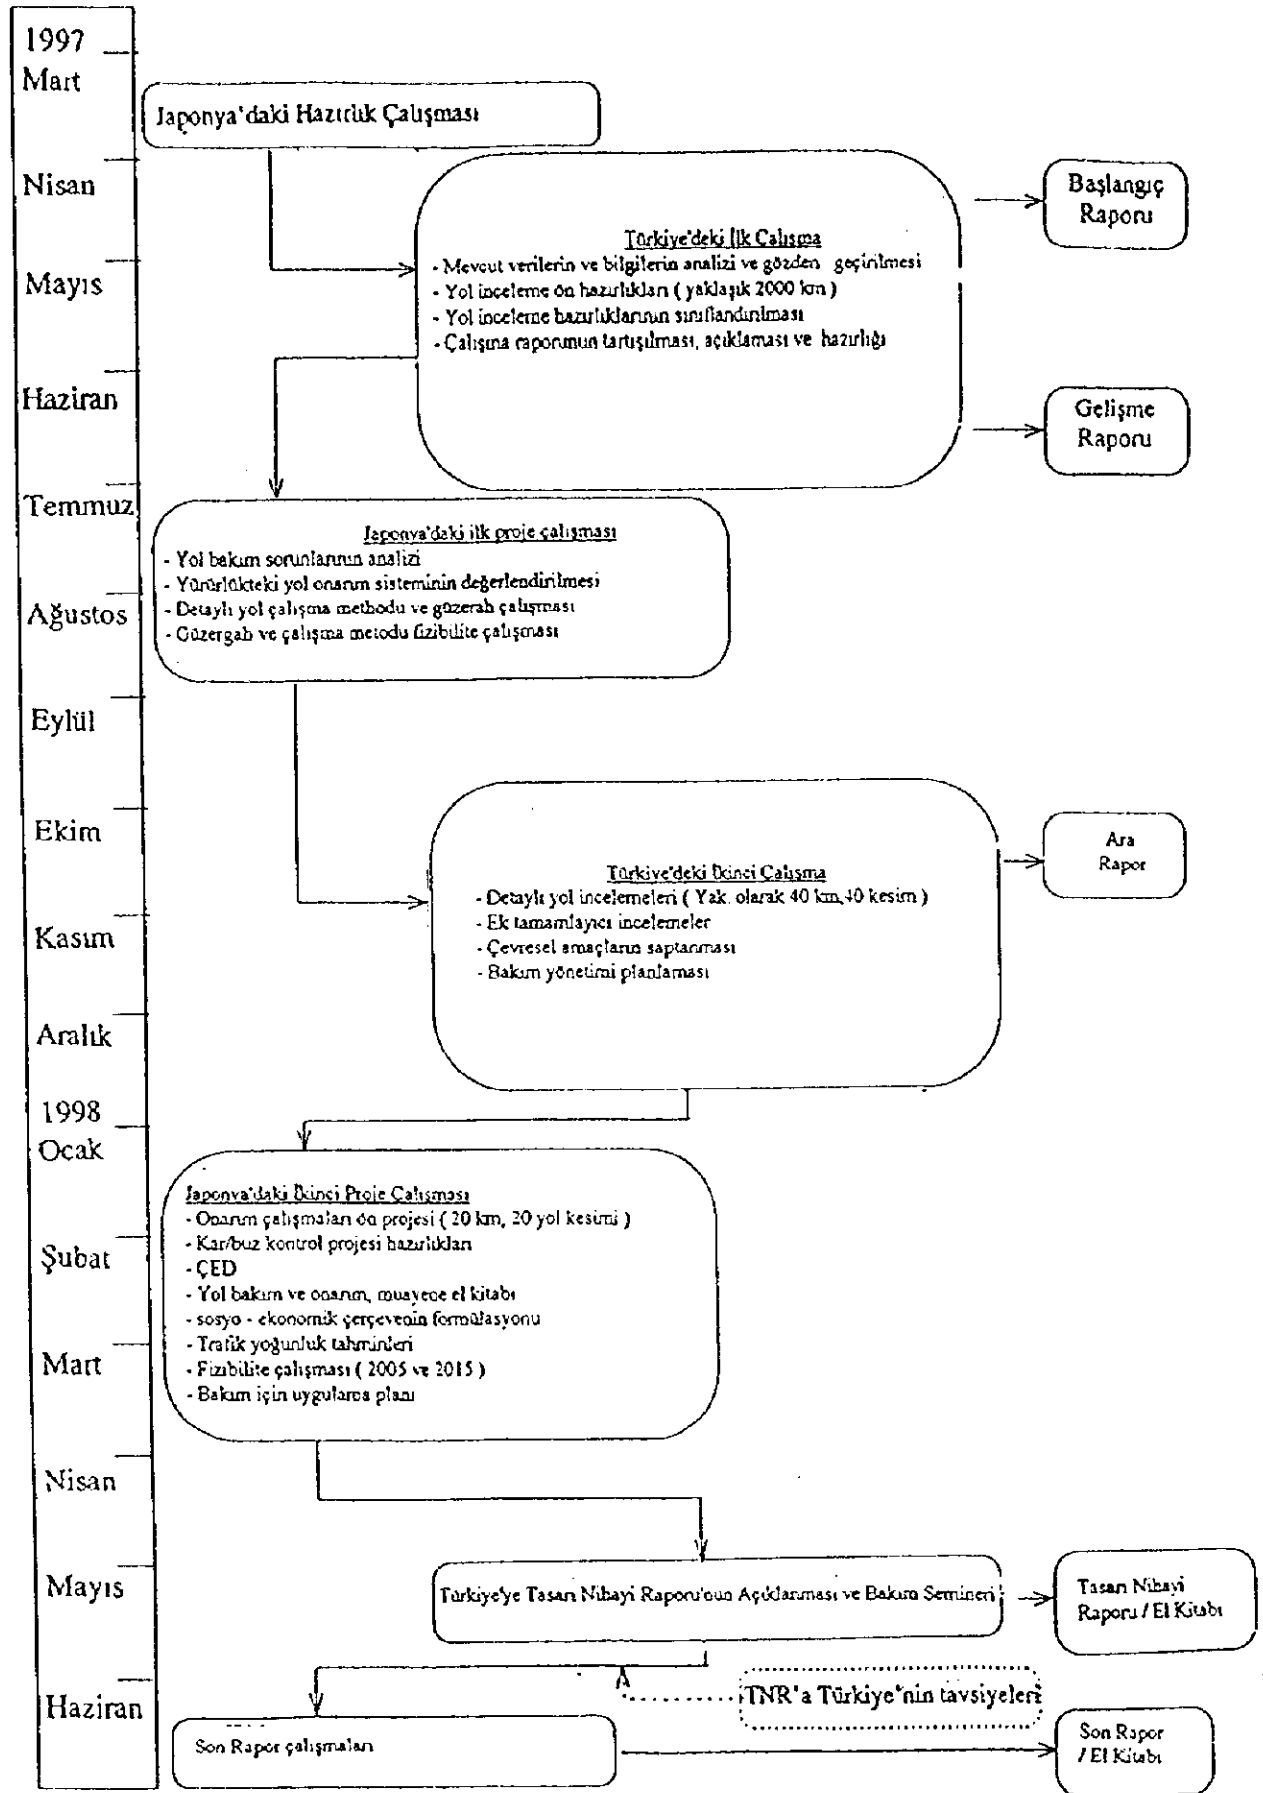 1997
Mart
Japonya'daki Hazırlık Çalışması
Nisan
Başlangıç
Raporu
Türkiye'deki İlk Calısma
- Mevcut verilerin ve bilgilerin analizi ve gözden geçirilmesi
- Yol inceleme ön hazırlıkları ( yaklaşık 2000 km )
- Yol inceleme hazırlıklarının sınıflandırılması
- Çalışma raporunun tartışılması, açıklaması ve hazırlığı
Mayıs
Haziran
Gelişme
Raporu
Temmuz
Japonya'daki ilk proje çalışması
- Yol bakım sorunlarının analizi
- Yürürlükteki yol onarım sisteminin değerlendirilmesi
- Detaylı yol çalışma methodu ve güzerah çalışması
- Güzergah ve çalışma metodu fizibilite çalışması
Ağustos
Eylül
Ekim
Ara
Rapor
Türkiye'deki İkinci Çalışma
- Detaylı yol incelemeleri ( Yak. olarak 40 km,40 kesim )
- Ek tamamlayıcı incelemeler
- Çevresel amaçların saptanması
- Bakım yönetimi planlaması
Kasım
Aralık
1998
Ocak
Japonya'daki İkinci Proje Çalışması
- Onarım çalışmaları ön projesi ( 20 km, 20 yol kesimi )
- Kar/buz kontrol projesi hazırlıkları
- ÇED
- Yol bakım ve onarım, muayene el kitabı
- sosyo - ekonomik çerçevenin formülasyonu
- Trafik yoğunluk tahminleri
- Fizibilite çalışması ( 2005 ve 2015 )
- Bakım için uygulama planı
Şubat
Mart
Nisan
Mayıs
Türkiye'ye Tasarı Nihayi Raporu'nun Açıklanması ve Bakım Semineri
Tasarı Nihayi
Raporu / El Kitabı
TNR'a Türkiye'nin tavsiyeleri
Haziran
Son Rapor çalışmaları
Son Rapor
/ El Kitabı